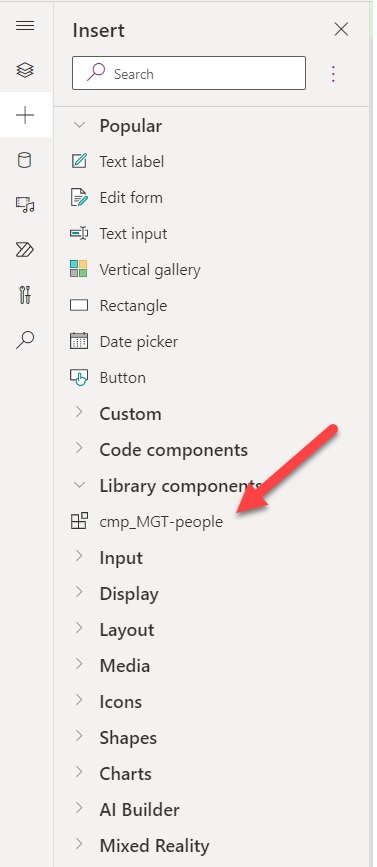 Insert
Search
Popular
Text label
Edit form
Text input
Vertical gallery
Rectangle
Date picker
Button
Custom
Code components
Library components
cmp_MGT-people
Input
Display
Layout
Media
Icons
Shapes
Charts
AI Builder
Mixed Reality